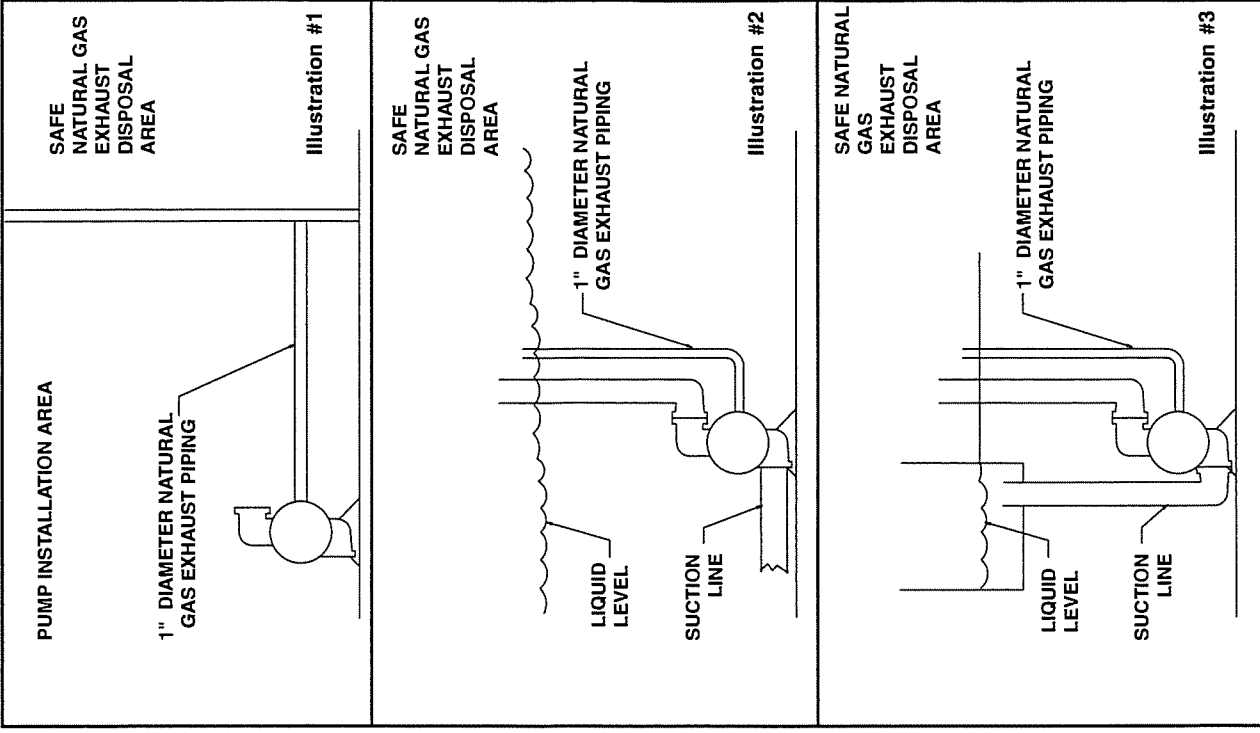 PUMP INSTALLATION AREA
1" DIAMETER NATURAL
GAS EXHAUST PIPING
SAFE
NATURAL GAS
EXHAUST
DISPOSAL
AREA
Illustration #1
SAFE
NATURAL GAS
EXHAUST
DISPOSAL
AREA
1" DIAMETER NATURAL
GAS EXHAUST PIPING
LIQUID
LEVEL
SUCTION
LINE
Illustration #2
SAFE NATURAL
GAS
EXHAUST
DISPOSAL
AREA
1" DIAMETER NATURAL
GAS EXHAUST PIPING
LIQUID
LEVEL
SUCTION
LINE
Illustration #3